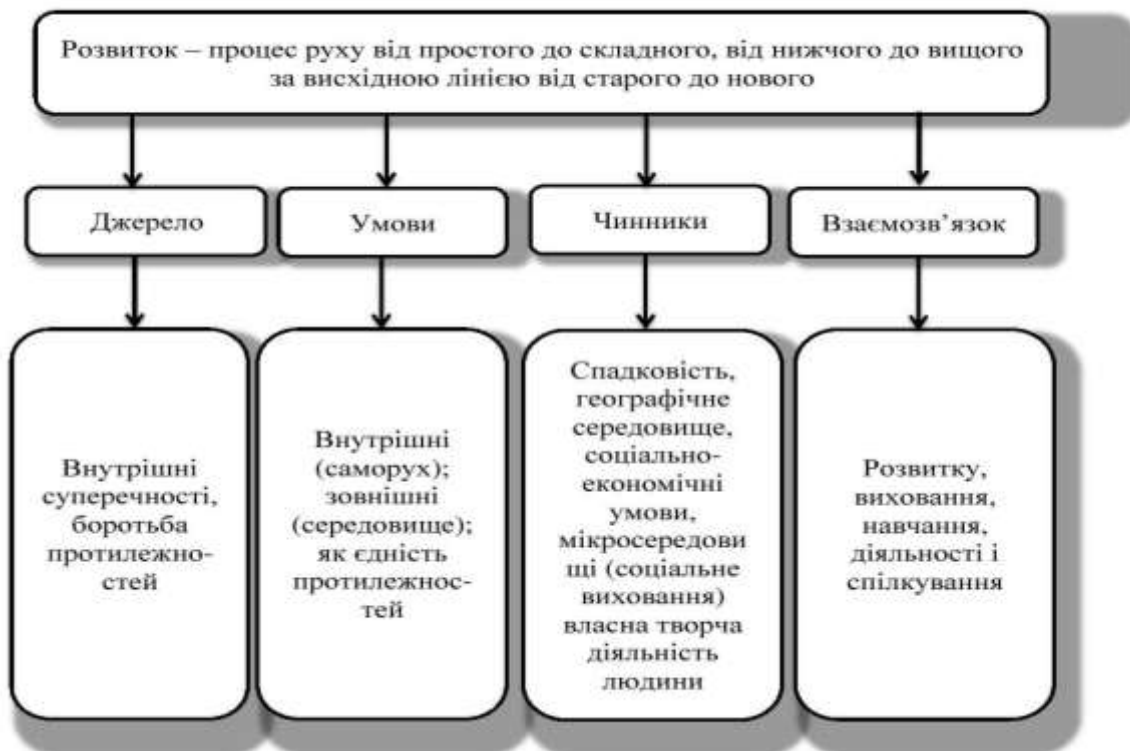 Розвиток – процес руху від простого до складного, від нижчого до вищого
за висхідною лінією від старого до нового
Джерело
Умови
Чинники
Взаємозв’язок
Внутрішні
суперечності,
боротьба
протилежно-
стей
Внутрішні
(саморух);
зовнішні
(середовище);
як єдність
протилежнос-
тей
Спадковість,
географічне
середовище,
соціально-
економічні
умови,
мікросередови
щі (соціальне
виховання)
власна творча
діяльність
людини
Розвитку,
виховання,
навчання,
діяльності і
спілкування